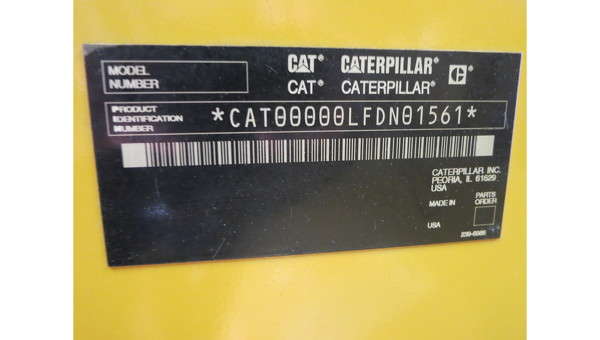 MODEL
NUMBER
CAT® CATERPILLAR® C®
CAT® CATERPILLAR®
PRODUCT
IDENTIFICATION
NUMBER
*CAT00000LFDN01561*
CATERPILLAR INC.
PEORIA, IL 61629
USA
MADE IN
USA
PARTS
ORDER